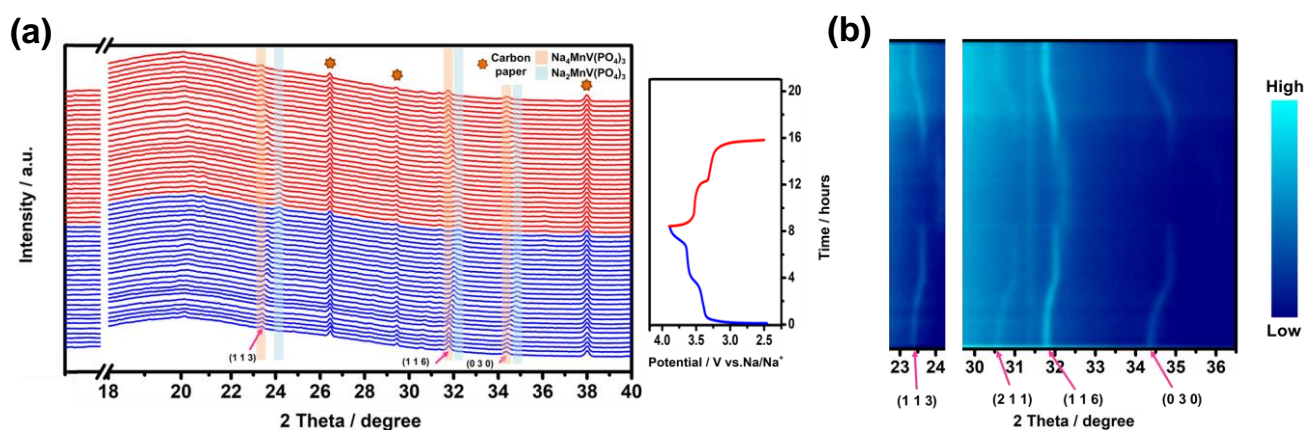 (a)
Intensity / a.u.
Carbon
paper
Na₄MnV(PO₄)₃
Na₂MnV(PO₄)₃
(1 1 3)
(1 1 6)
(0 3 0)
18 20 22 24 26 28 30 32 34 36 38 40
2 Theta / degree
20
16
12
8
4
0
Time / hours
4.0 3.5 3.0 2.5
Potential / V vs.Na/Na⁺
(b)
23 24 30 31 32 33 34 35 36
(1 1 3)
(2 1 1)
(1 1 6)
(0 3 0)
2 Theta / degree
High
Low